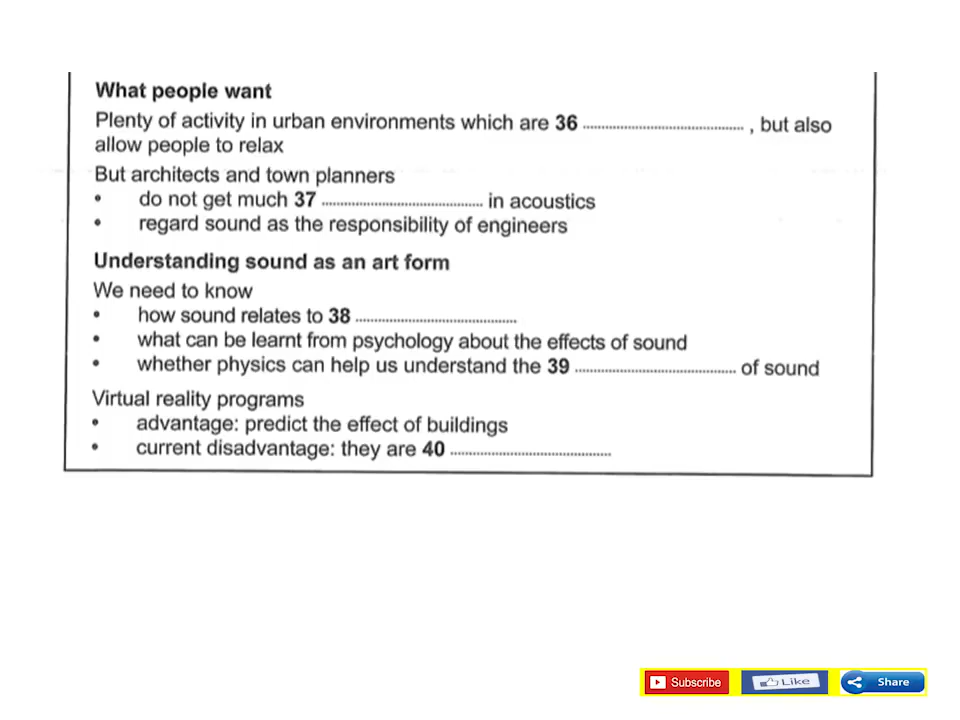 What people want
Plenty of activity in urban environments which are 36 ........................................ , but also
allow people to relax
But architects and town planners
• do not get much 37 ........................................ in acoustics
• regard sound as the responsibility of engineers
Understanding sound as an art form
We need to know
• how sound relates to 38 ........................................
• what can be learnt from psychology about the effects of sound
• whether physics can help us understand the 39 ........................................ of sound
Virtual reality programs
• advantage: predict the effect of buildings
• current disadvantage: they are 40 ........................................
Subscribe
Like
Share